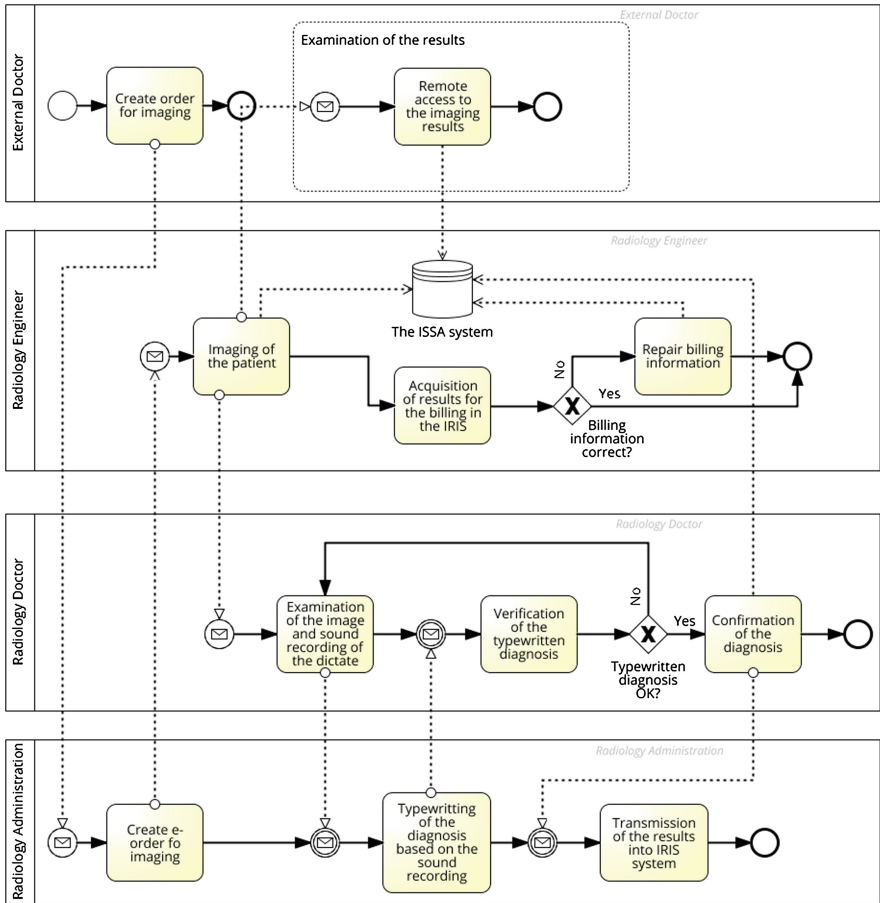 External Doctor
External Doctor
Examination of the results
Create order
for imaging
Remote
access to
the imaging
results
Radiology Engineer
Radiology Engineer
The ISSA system
Imaging of
the patient
Repair billing
information
Acquisition
of results for
the billing in
the IRIS
No
Yes
Billing
information
correct?
Radiology Doctor
Radiology Doctor
Examination
of the image
and sound
recording of
the dictate
Verification
of the
typewritten
diagnosis
No
Yes
Typewritten
diagnosis
OK?
Confirmation
of the
diagnosis
Radiology Administration
Radiology Administration
Create e-
order fo
imaging
Typewritting
of the
diagnosis
based on the
sound
recording
Transmission
of the results
into IRIS
system